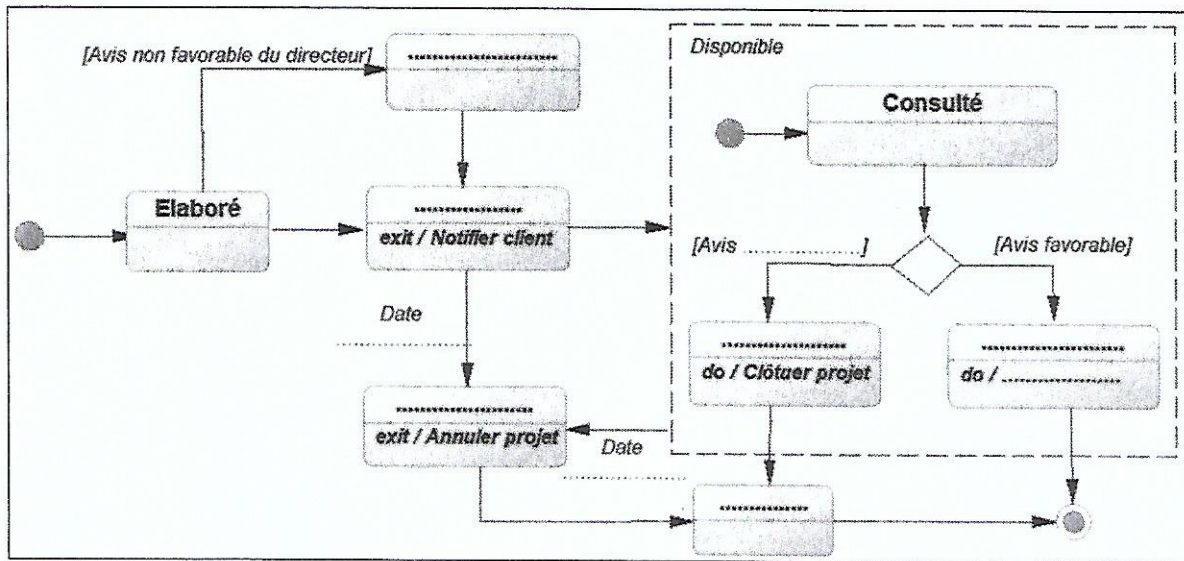 Disponible
[Avis non favorable du directeur]
Consulté
Elaboré
exit / Notifier client
[Avis ....................]
[Avis favorable]
Date
....................
do / Clôtuer projet
do / ....................
exit / Annuler projet
Date
....................